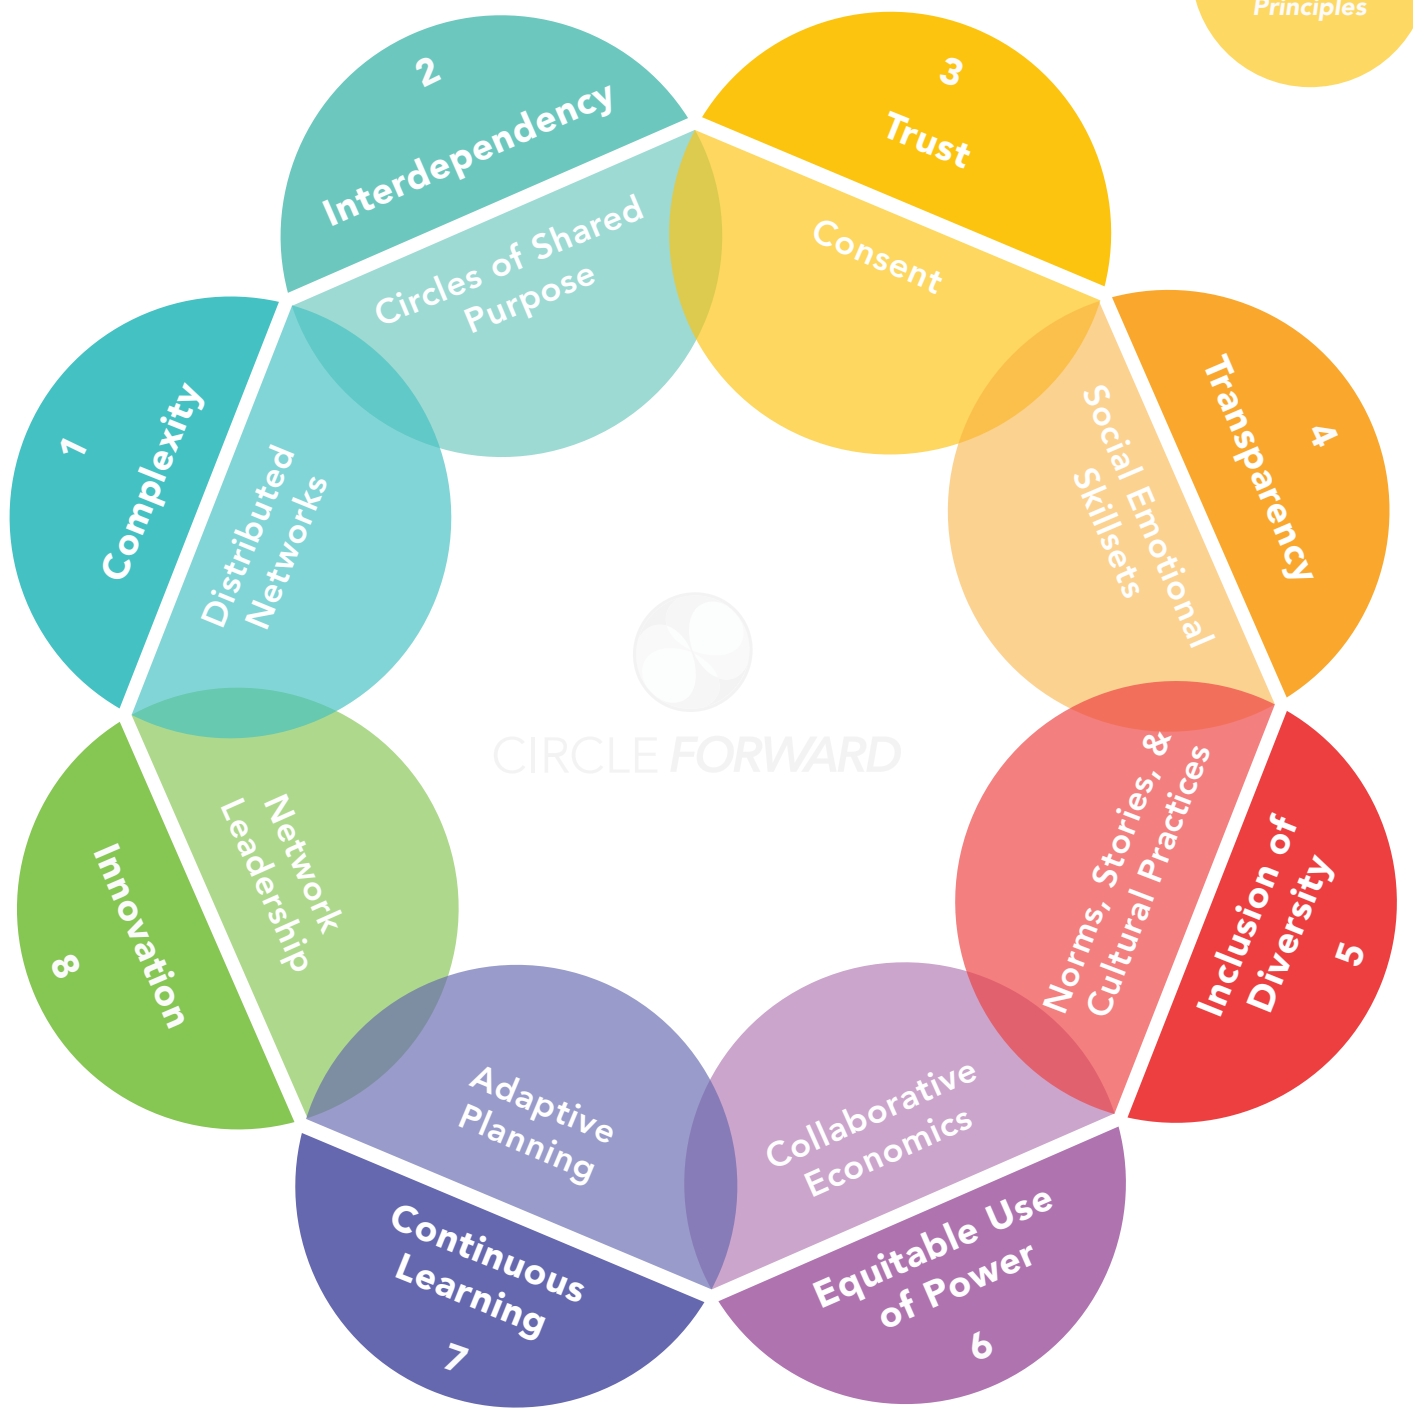 Principles
1
Complexity
Distributed
Networks
2
Interdependency
Circles of Shared
Purpose
3
Trust
Consent
4
Transparency
Social Emotional
Skillsets
5
Inclusion of
Diversity
Norms, Stories, &
Cultural Practices
6
Equitable Use
of Power
Collaborative
Economics
7
Continuous
Learning
Adaptive
Planning
8
Innovation
Network
Leadership
CIRCLE FORWARD